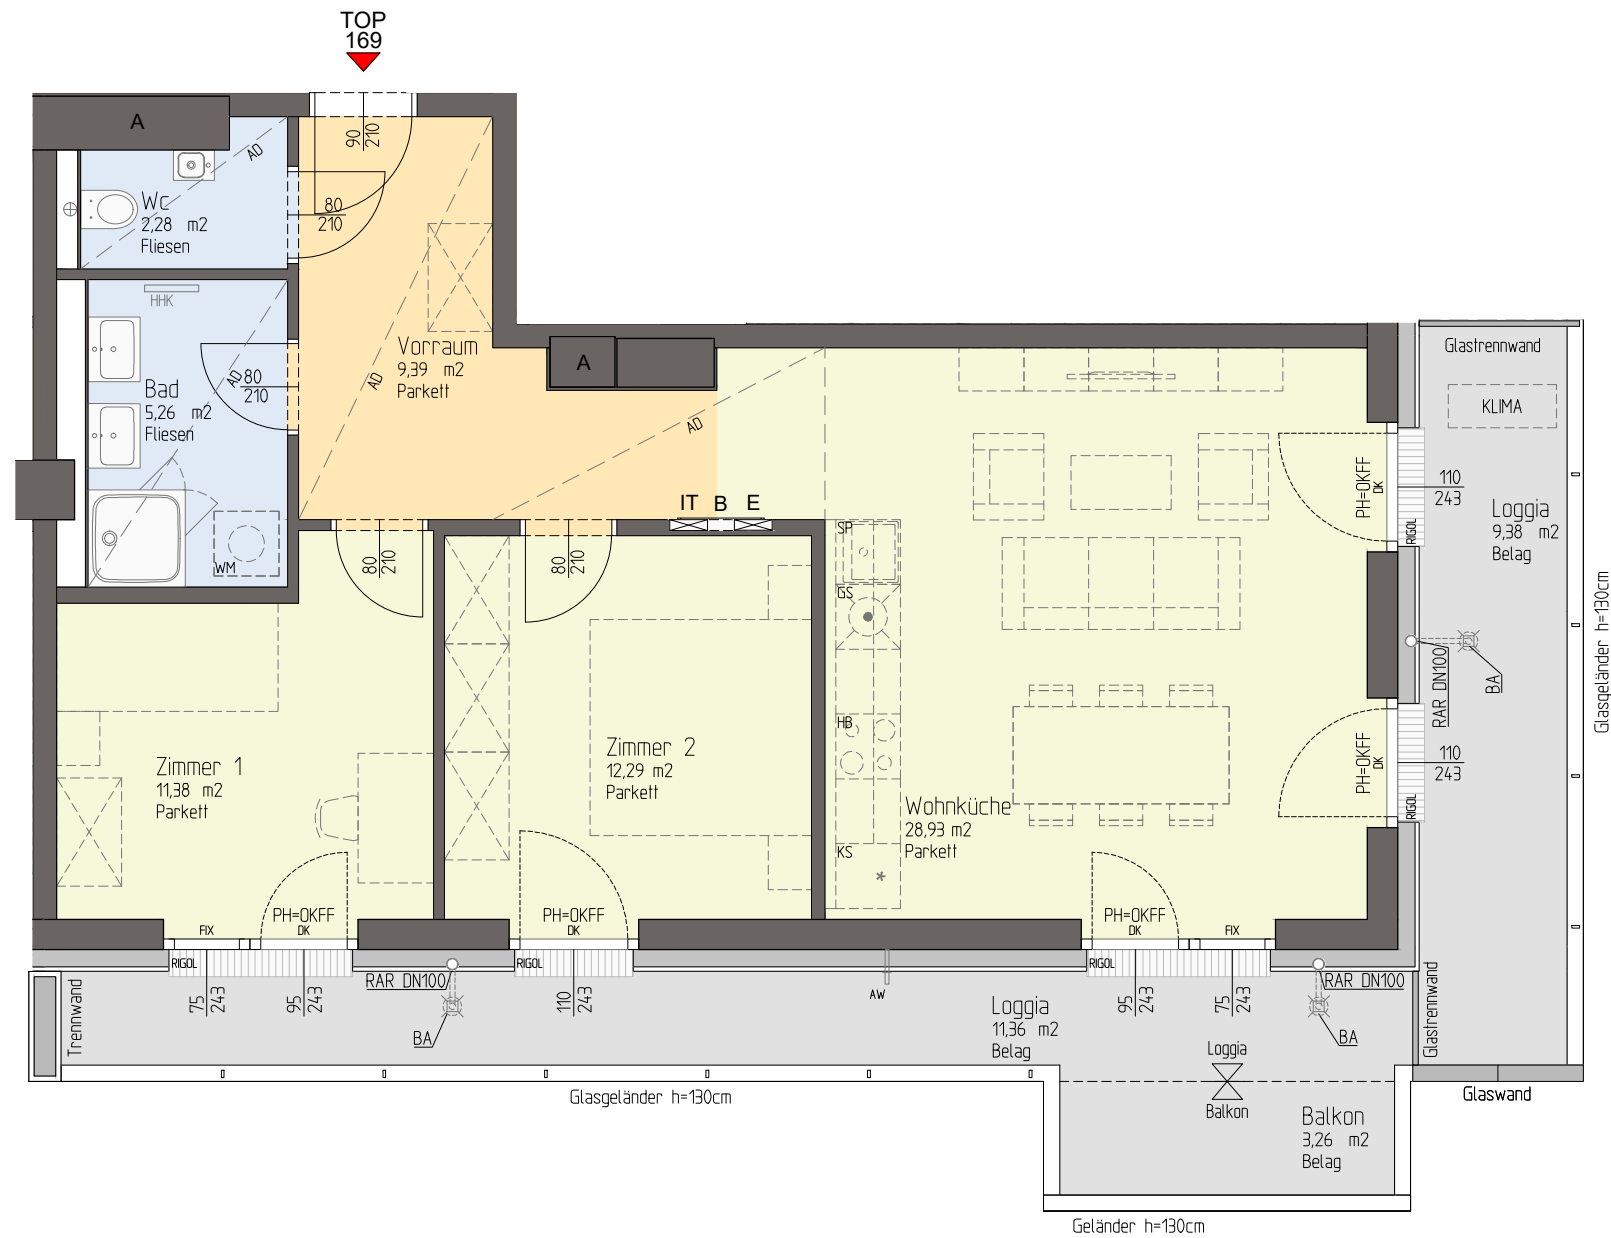 TOP
169
A
90
210
AD
Wc
2,28 m2
Fliesen
80
210
HHK
Vorraum
9,39 m2
Parkett
AD
A
Bad
5,26 m2
Fliesen
AD
80
210
AD
WM
IT B E
80
210
80
210
SP
GS
HB
KS
*
Zimmer 1
11,38 m2
Parkett
Zimmer 2
12,29 m2
Parkett
Wohnküche
28,93 m2
Parkett
PH=OKFF
DK
RIGOL
110
243
PH=OKFF
DK
RIGOL
110
243
Glastrennwand
KLIMA
Loggia
9,38 m2
Belag
Glasgeländer h=130cm
RAR DN100
BA
FIX
PH=OKFF
DK
PH=OKFF
DK
PH=OKFF
DK
FIX
RIGOL
RIGOL
RIGOL
RAR DN100
RAR DN100
75
243
95
243
110
243
95
243
75
243
Trennwand
BA
AW
Loggia
11,36 m2
Belag
BA
Glastrennwand
Loggia
Balkon
Balkon
3,26 m2
Belag
Glasgeländer h=130cm
Glaswand
Geländer h=130cm